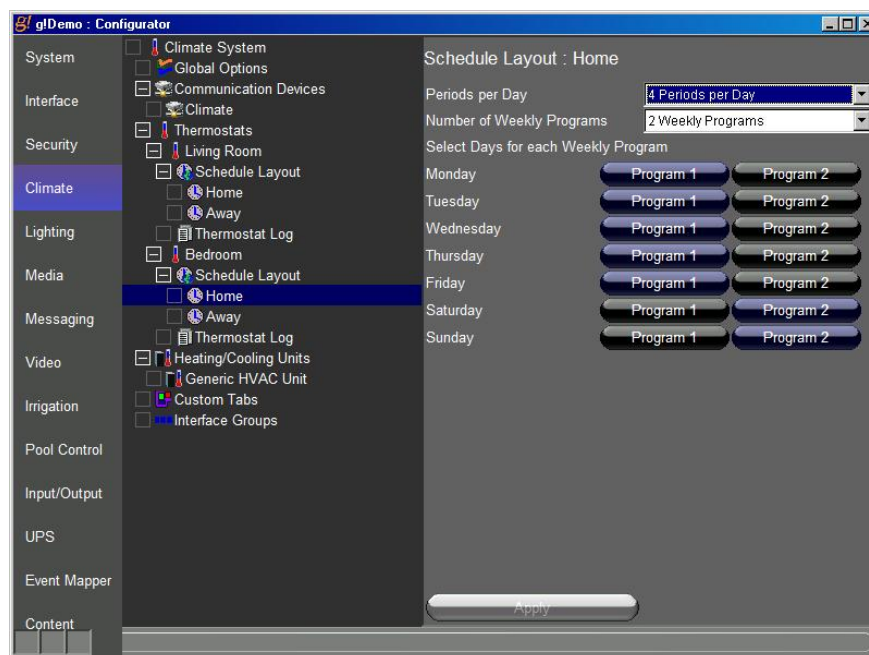 g! g!Demo : Configurator
System
Interface
Security
Climate
Lighting
Media
Messaging
Video
Irrigation
Pool Control
Input/Output
UPS
Event Mapper
Content
Climate System
Global Options
Communication Devices
Climate
Thermostats
Living Room
Schedule Layout
Home
Away
Thermostat Log
Bedroom
Schedule Layout
Home
Away
Thermostat Log
Heating/Cooling Units
Generic HVAC Unit
Custom Tabs
Interface Groups
Schedule Layout : Home
Periods per Day 4 Periods per Day
Number of Weekly Programs 2 Weekly Programs
Select Days for each Weekly Program
Monday Program 1 Program 2
Tuesday Program 1 Program 2
Wednesday Program 1 Program 2
Thursday Program 1 Program 2
Friday Program 1 Program 2
Saturday Program 1 Program 2
Sunday Program 1 Program 2
Apply